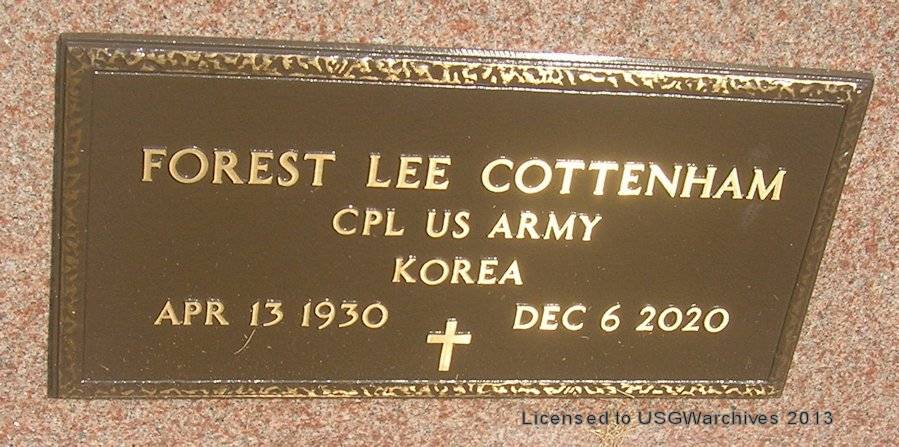 FOREST LEE COTTENHAM
CPL US ARMY
KOREA
APR 13 1930 DEC 6 2020
Licensed to USGWarchives 2013